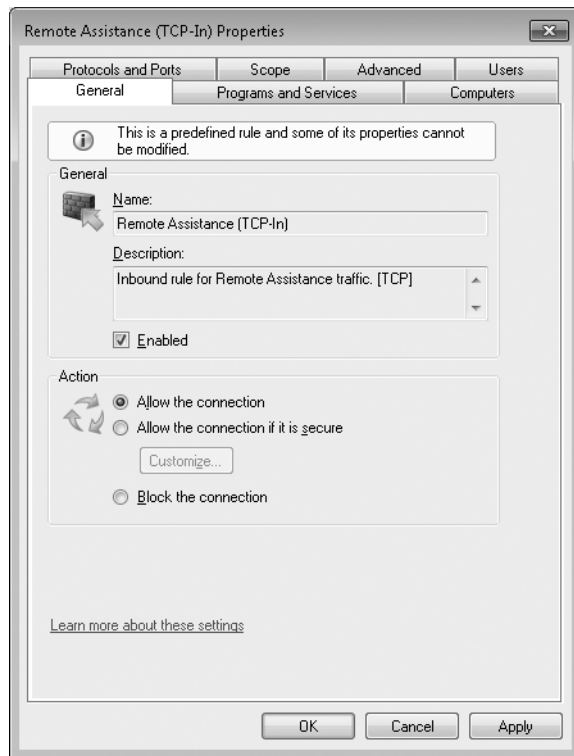 Remote Assistance (TCP-In) Properties
Protocols and Ports
Scope
Advanced
Users
General
Programs and Services
Computers
This is a predefined rule and some of its properties cannot
be modified.
General
Name:
Remote Assistance (TCP-In)
Description:
Inbound rule for Remote Assistance traffic. [TCP]
Enabled
Action
Allow the connection
Allow the connection if it is secure
Customize...
Block the connection
Learn more about these settings
OK
Cancel
Apply